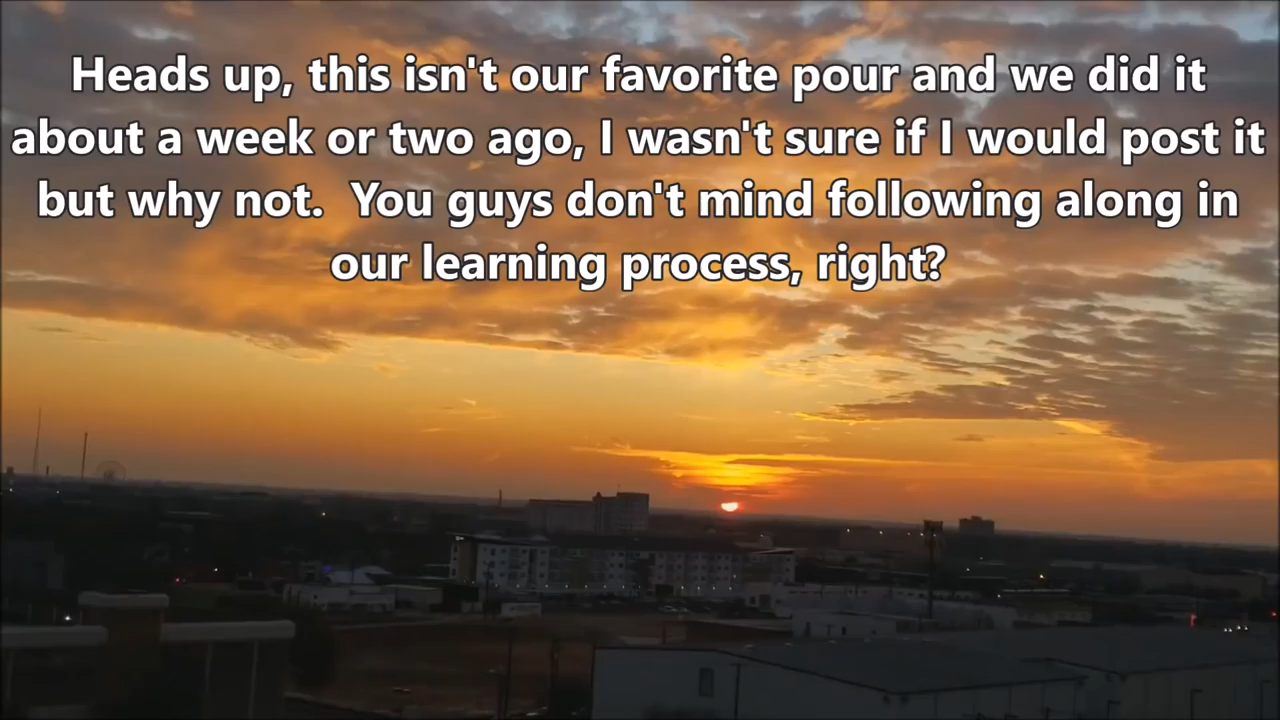 Heads up, this isn't our favorite pour and we did it
about a week or two ago, I wasn't sure if I would post it
but why not.  You guys don't mind following along in
our learning process, right?